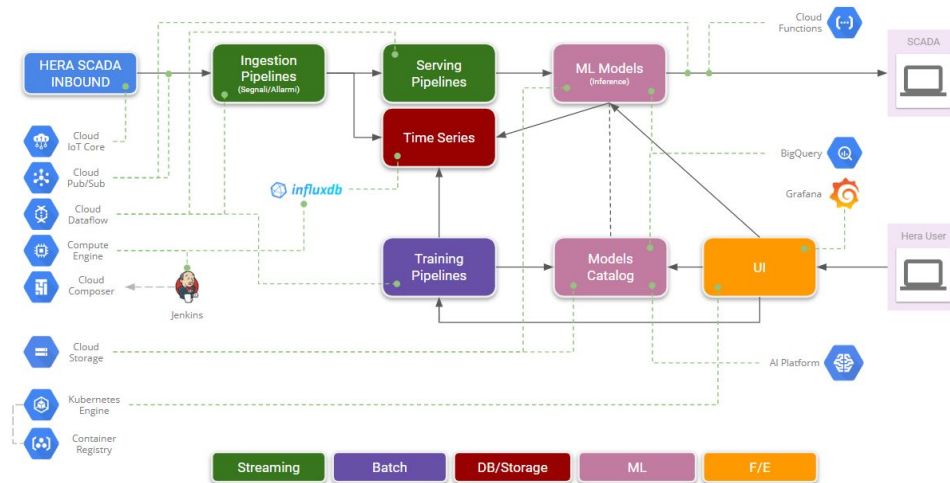 Cloud
Functions
SCADA
HERA SCADA
INBOUND
Ingestion
Pipelines
(Segnali/Allarmi)
Serving
Pipelines
ML Models
(Inference)
Time Series
Cloud
IoT Core
Cloud
Pub/Sub
Cloud
Dataflow
Compute
Engine
Cloud
Composer
Jenkins
influxdb
BigQuery
Grafana
Hera User
Training
Pipelines
Models
Catalog
UI
Cloud
Storage
AI Platform
Kubernetes
Engine
Container
Registry
Streaming
Batch
DB/Storage
ML
F/E